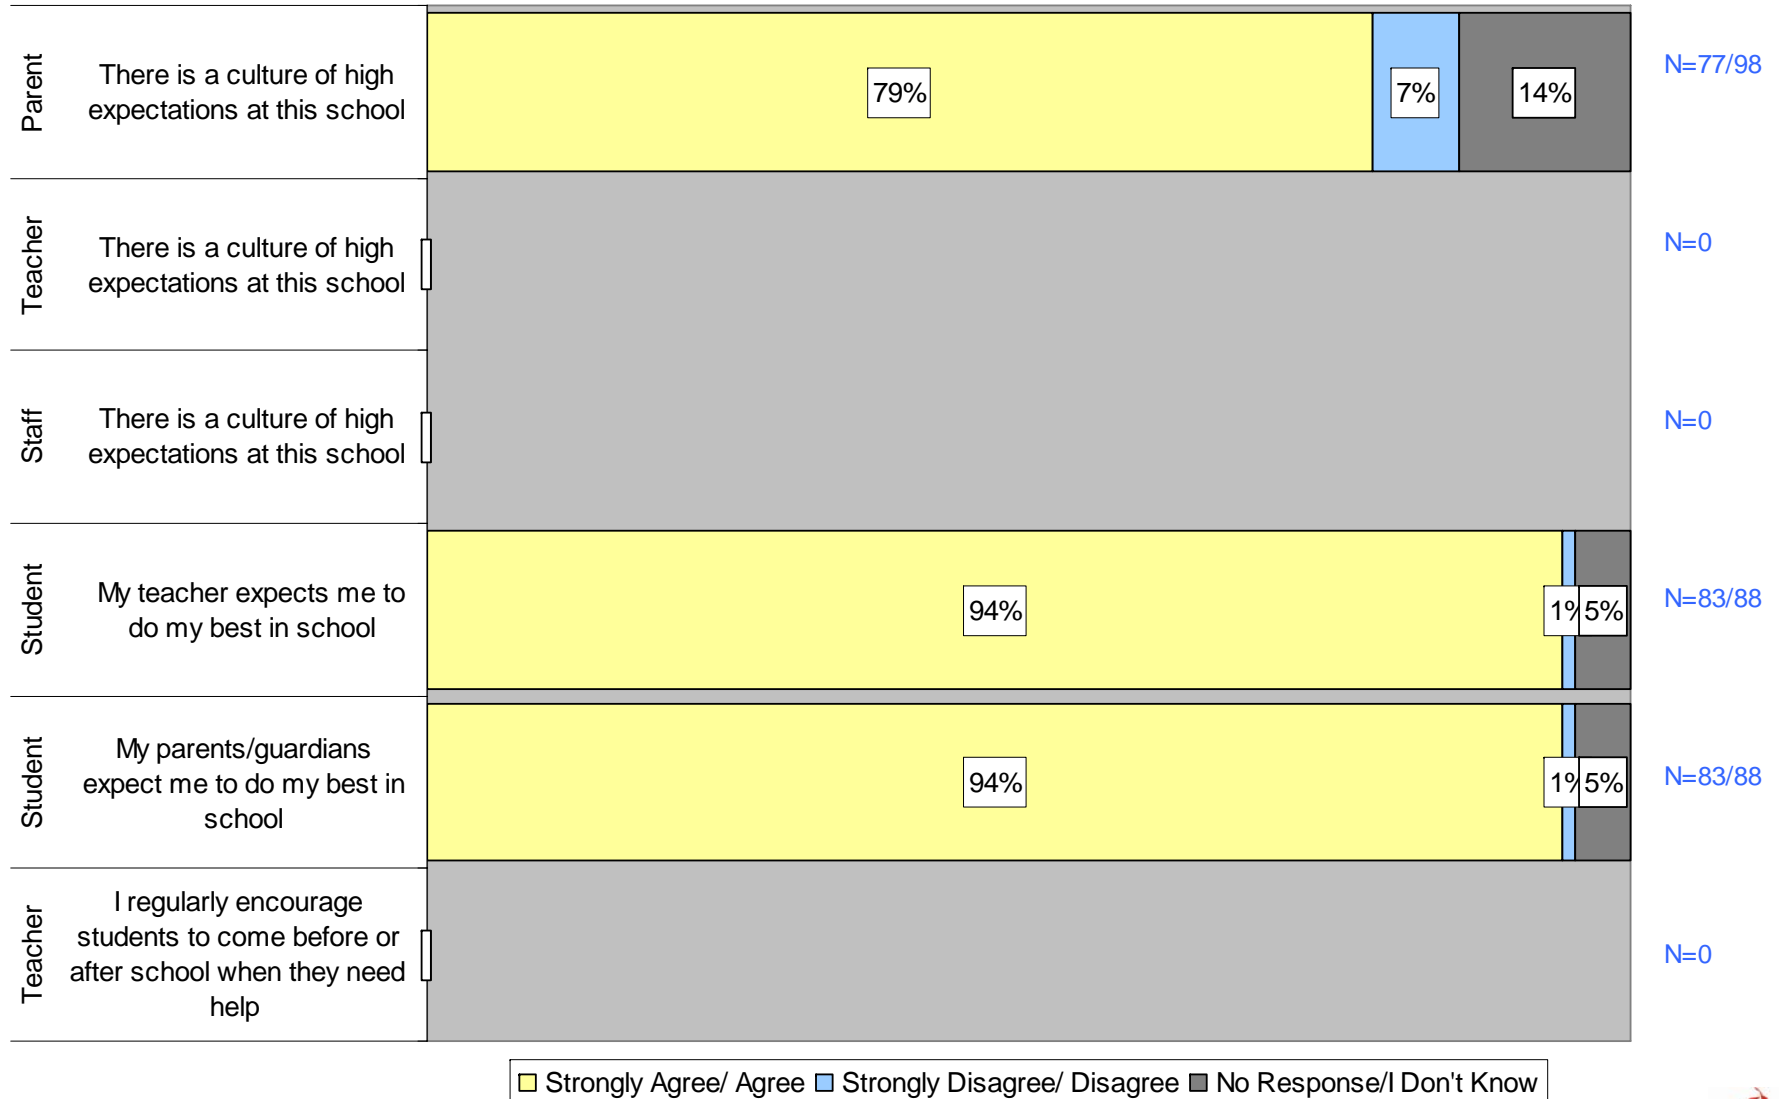 Parent
There is a culture of high
expectations at this school
79%
7%
14%
N=77/98
Teacher
There is a culture of high
expectations at this school
N=0
Staff
There is a culture of high
expectations at this school
N=0
Student
My teacher expects me to
do my best in school
94%
1%
5%
N=83/88
Student
My parents/guardians
expect me to do my best in
school
94%
1%
5%
N=83/88
Teacher
I regularly encourage
students to come before or
after school when they need
help
N=0
Strongly Agree/ Agree Strongly Disagree/ Disagree No Response/I Don't Know